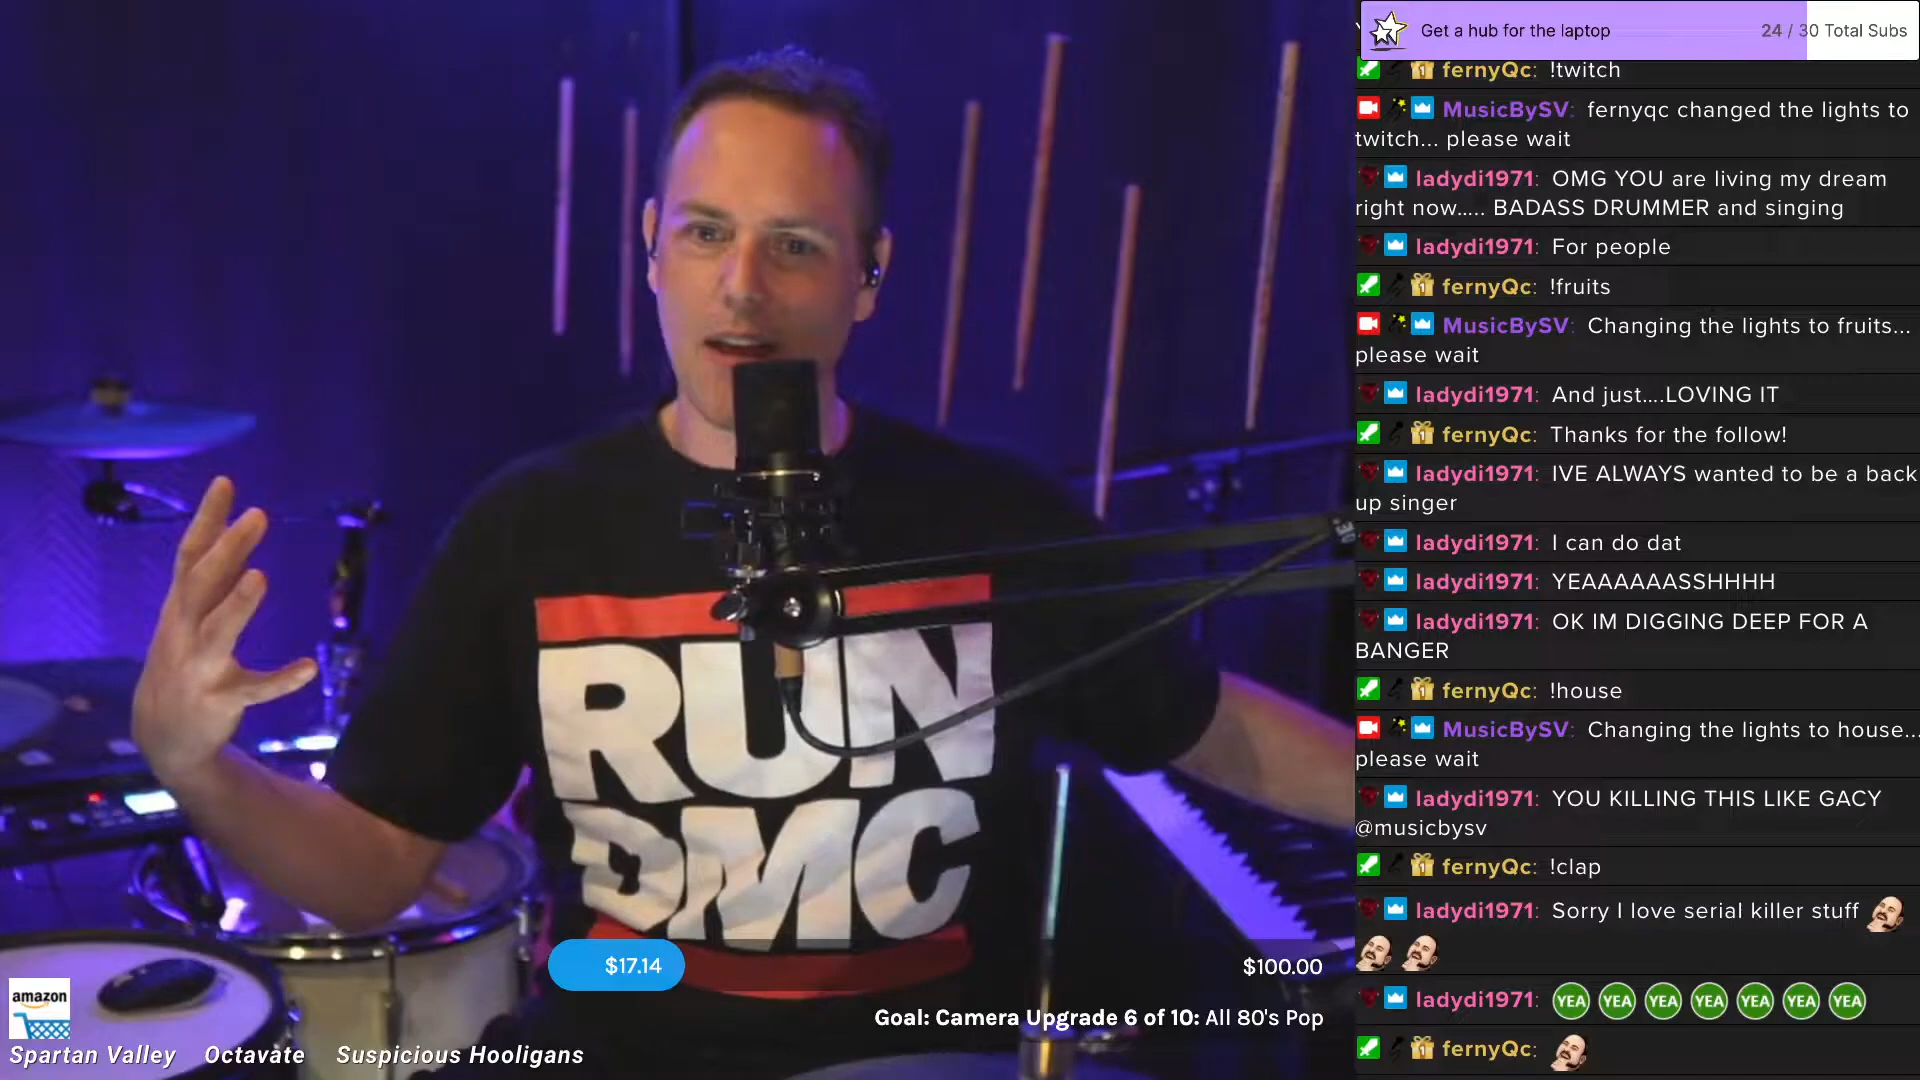 Get a hub for the laptop 24 / 30 Total Subs
fernyQc: !twitch
MusicBySV: fernyqc changed the lights to
twitch... please wait
ladydi1971: OMG YOU are living my dream
right now..... BADASS DRUMMER and singing
ladydi1971: For people
fernyQc: !fruits
MusicBySV: Changing the lights to fruits...
please wait
ladydi1971: And just....LOVING IT
fernyQc: Thanks for the follow!
ladydi1971: IVE ALWAYS wanted to be a back
up singer
ladydi1971: I can do dat
ladydi1971: YEAAAAAASSHHHH
ladydi1971: OK IM DIGGING DEEP FOR A
BANGER
fernyQc: !house
MusicBySV: Changing the lights to house...
please wait
ladydi1971: YOU KILLING THIS LIKE GACY
@musicbysv
fernyQc: !clap
ladydi1971: Sorry I love serial killer stuff
ladydi1971: YEA YEA YEA YEA YEA YEA YEA
fernyQc:
RUN
DMC
$17.14 $100.00
Goal: Camera Upgrade 6 of 10: All 80's Pop
amazon
Spartan Valley Octavate Suspicious Hooligans